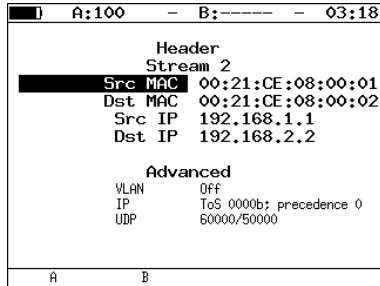 A:100 – B:----- – 03:18
Header
Stream 2
Src MAC 00:21:CE:08:00:01
Dst MAC 00:21:CE:08:00:02
Src IP 192.168.1.1
Dst IP 192.168.2.2
Advanced
VLAN Off
IP ToS 0000b; precedence 0
UDP 60000/50000
A B